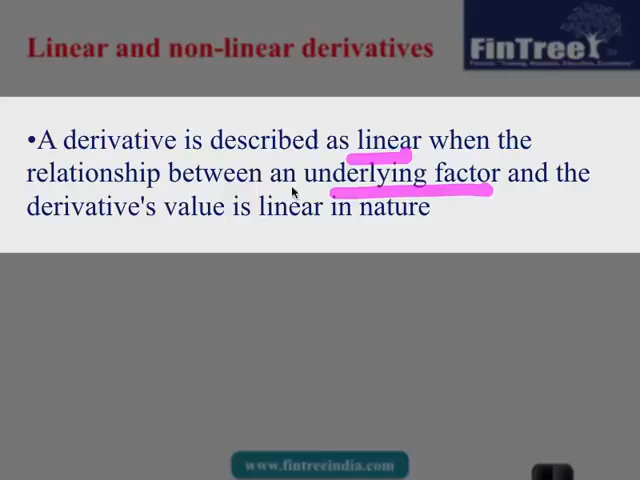 Linear and non-linear derivatives
FinTree
•A derivative is described as linear when the
relationship between an underlying factor and the
derivative's value is linear in nature
www.fintreeindia.com